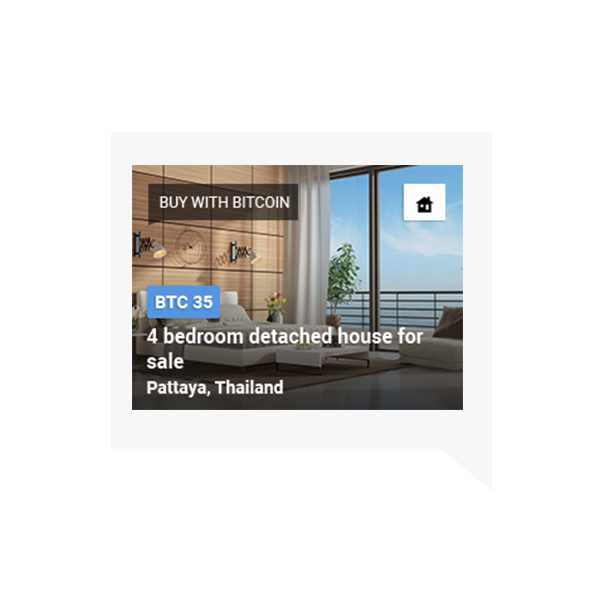 BUY WITH BITCOIN
BTC 35
4 bedroom detached house for
sale
Pattaya, Thailand